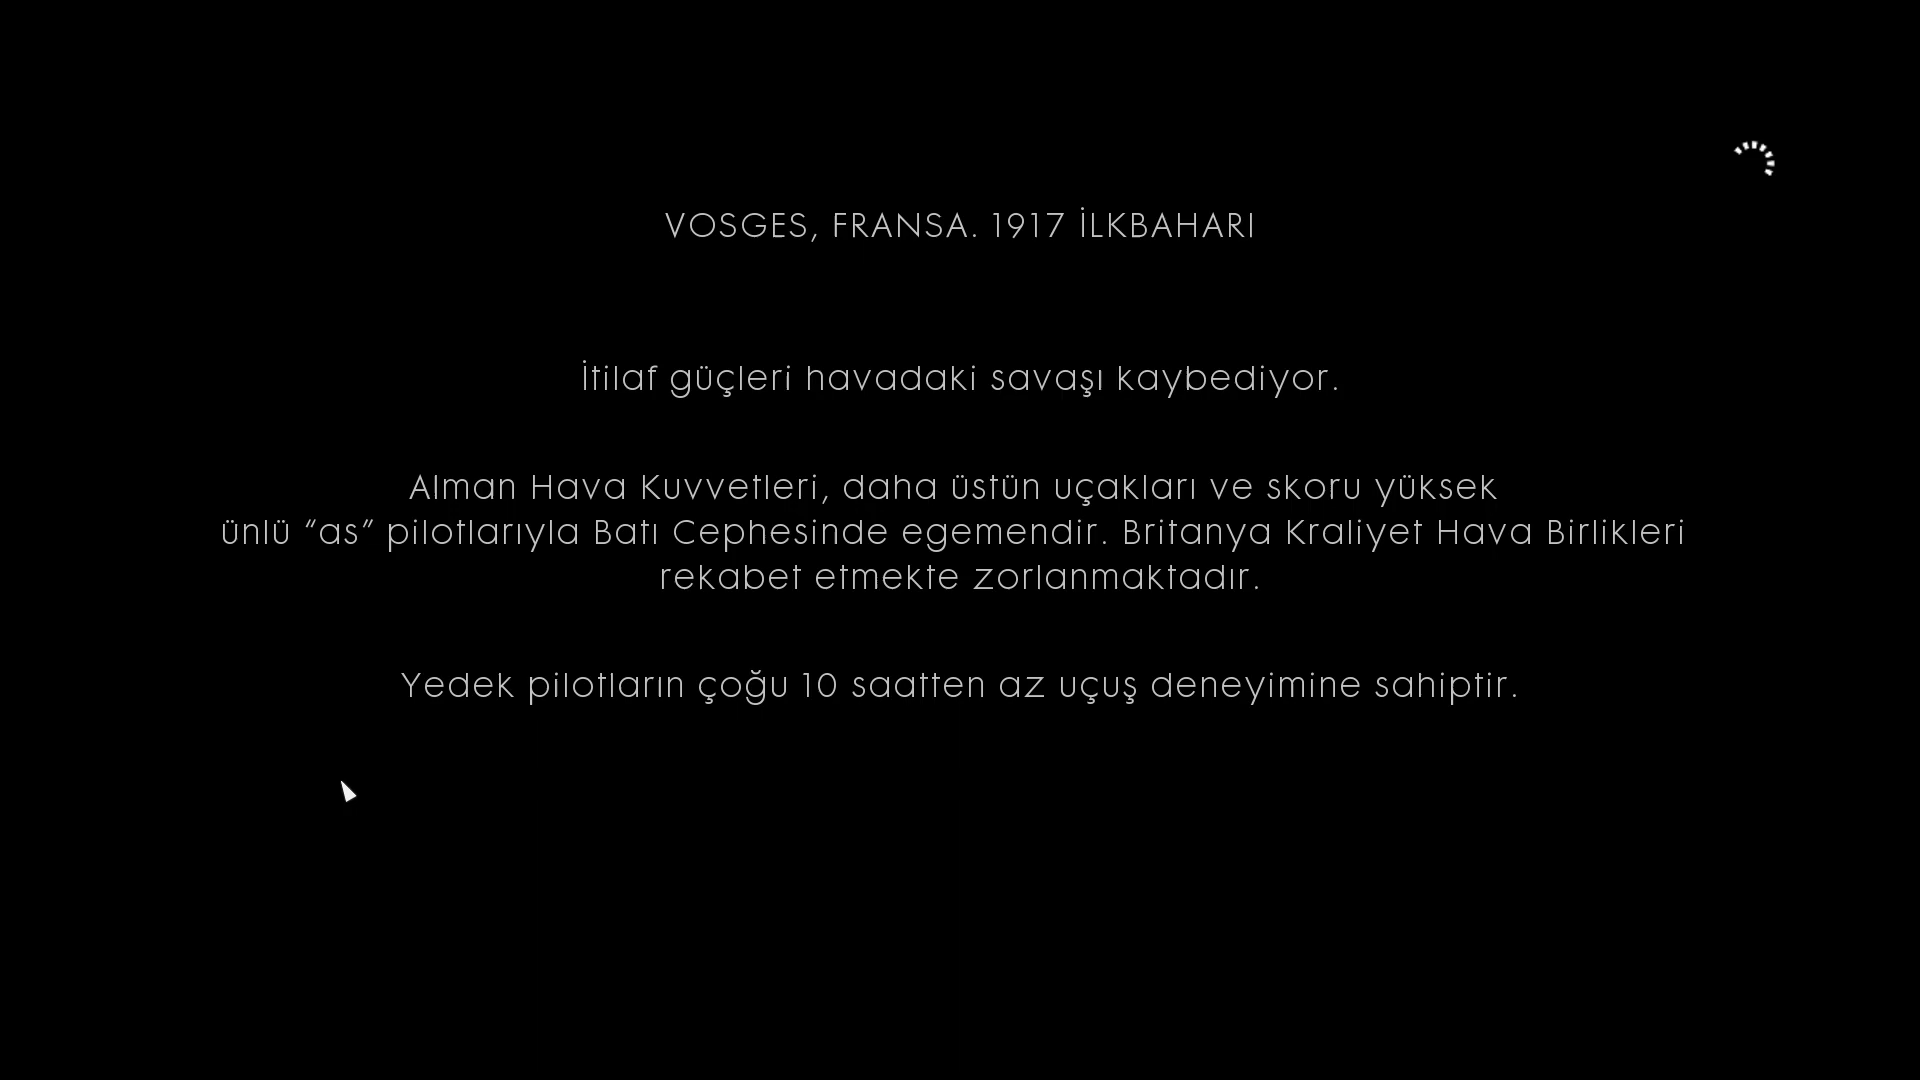 VOSGES, FRANSA. 1917 İLKBAHARI
İtilaf güçleri havadaki savaşı kaybediyor.
Alman Hava Kuvvetleri, daha üstün uçakları ve skoru yüksek
ünlü “as” pilotlarıyla Batı Cephesinde egemendir. Britanya Kraliyet Hava Birlikleri
rekabet etmekte zorlanmaktadır.
Yedek pilotların çoğu 10 saatten az uçuş deneyimine sahiptir.